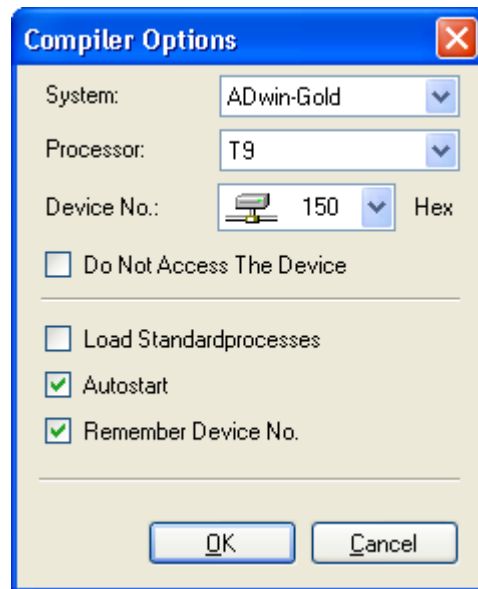 Compiler Options
System: ADwin-Gold
Processor: T9
Device No.: 150 Hex
Do Not Access The Device
Load Standardprocesses
Autostart
Remember Device No.
OK Cancel